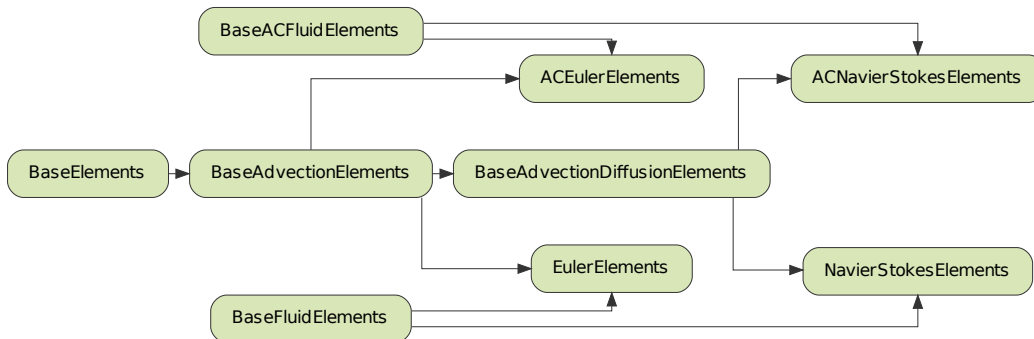 BaseACFluidElements
ACEulerElements
ACNavierStokesElements
BaseElements
BaseAdvectionElements
BaseAdvectionDiffusionElements
EulerElements
NavierStokesElements
BaseFluidElements